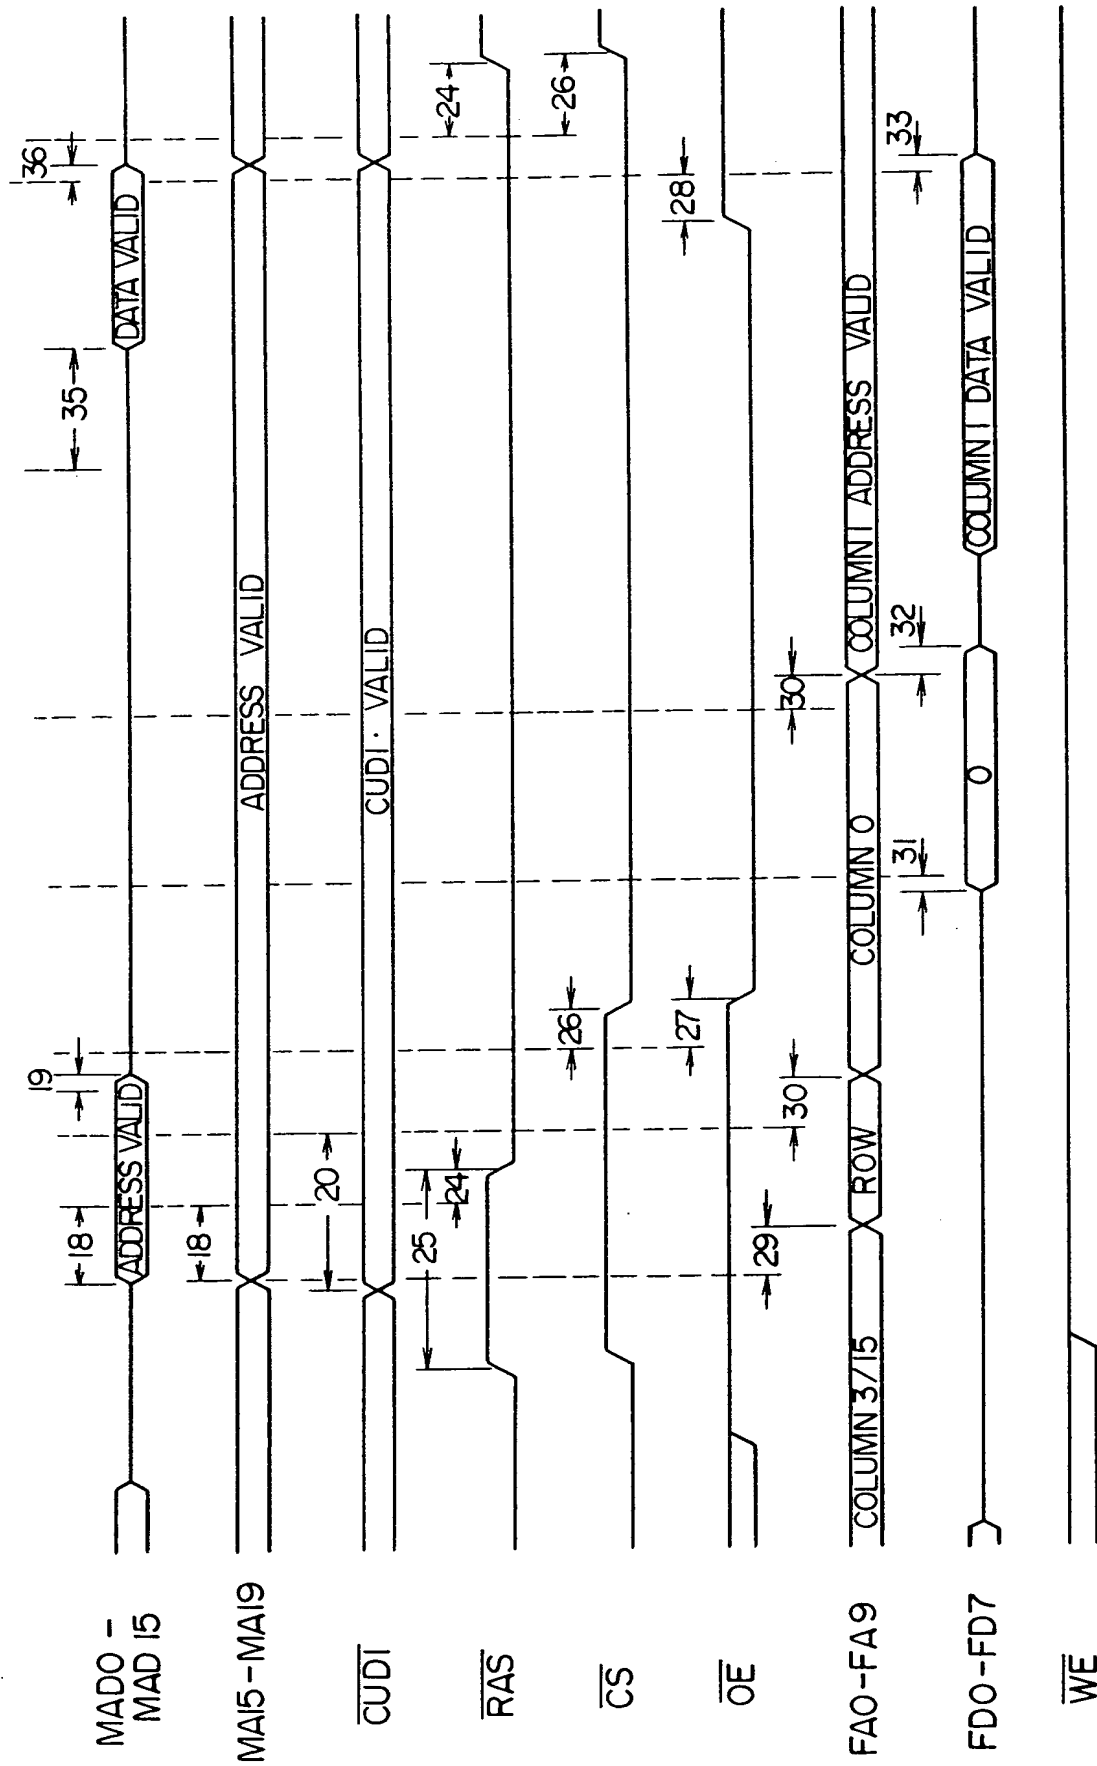 MAD0 –
MAD 15
18
ADDRESS VALID
19
35
DATA VALID
36
MA15–MA19
18
ADDRESS VALID
CUDI
20
CUDI · VALID
RAS
25
24
24
CS
26
26
OE
27
28
29
30
30
FA0–FA9
COLUMN 3/15
ROW
COLUMN 0
COLUMN 1 ADDRESS VALID
31
32
33
FD0–FD7
0
COLUMN 1 DATA VALID
WE